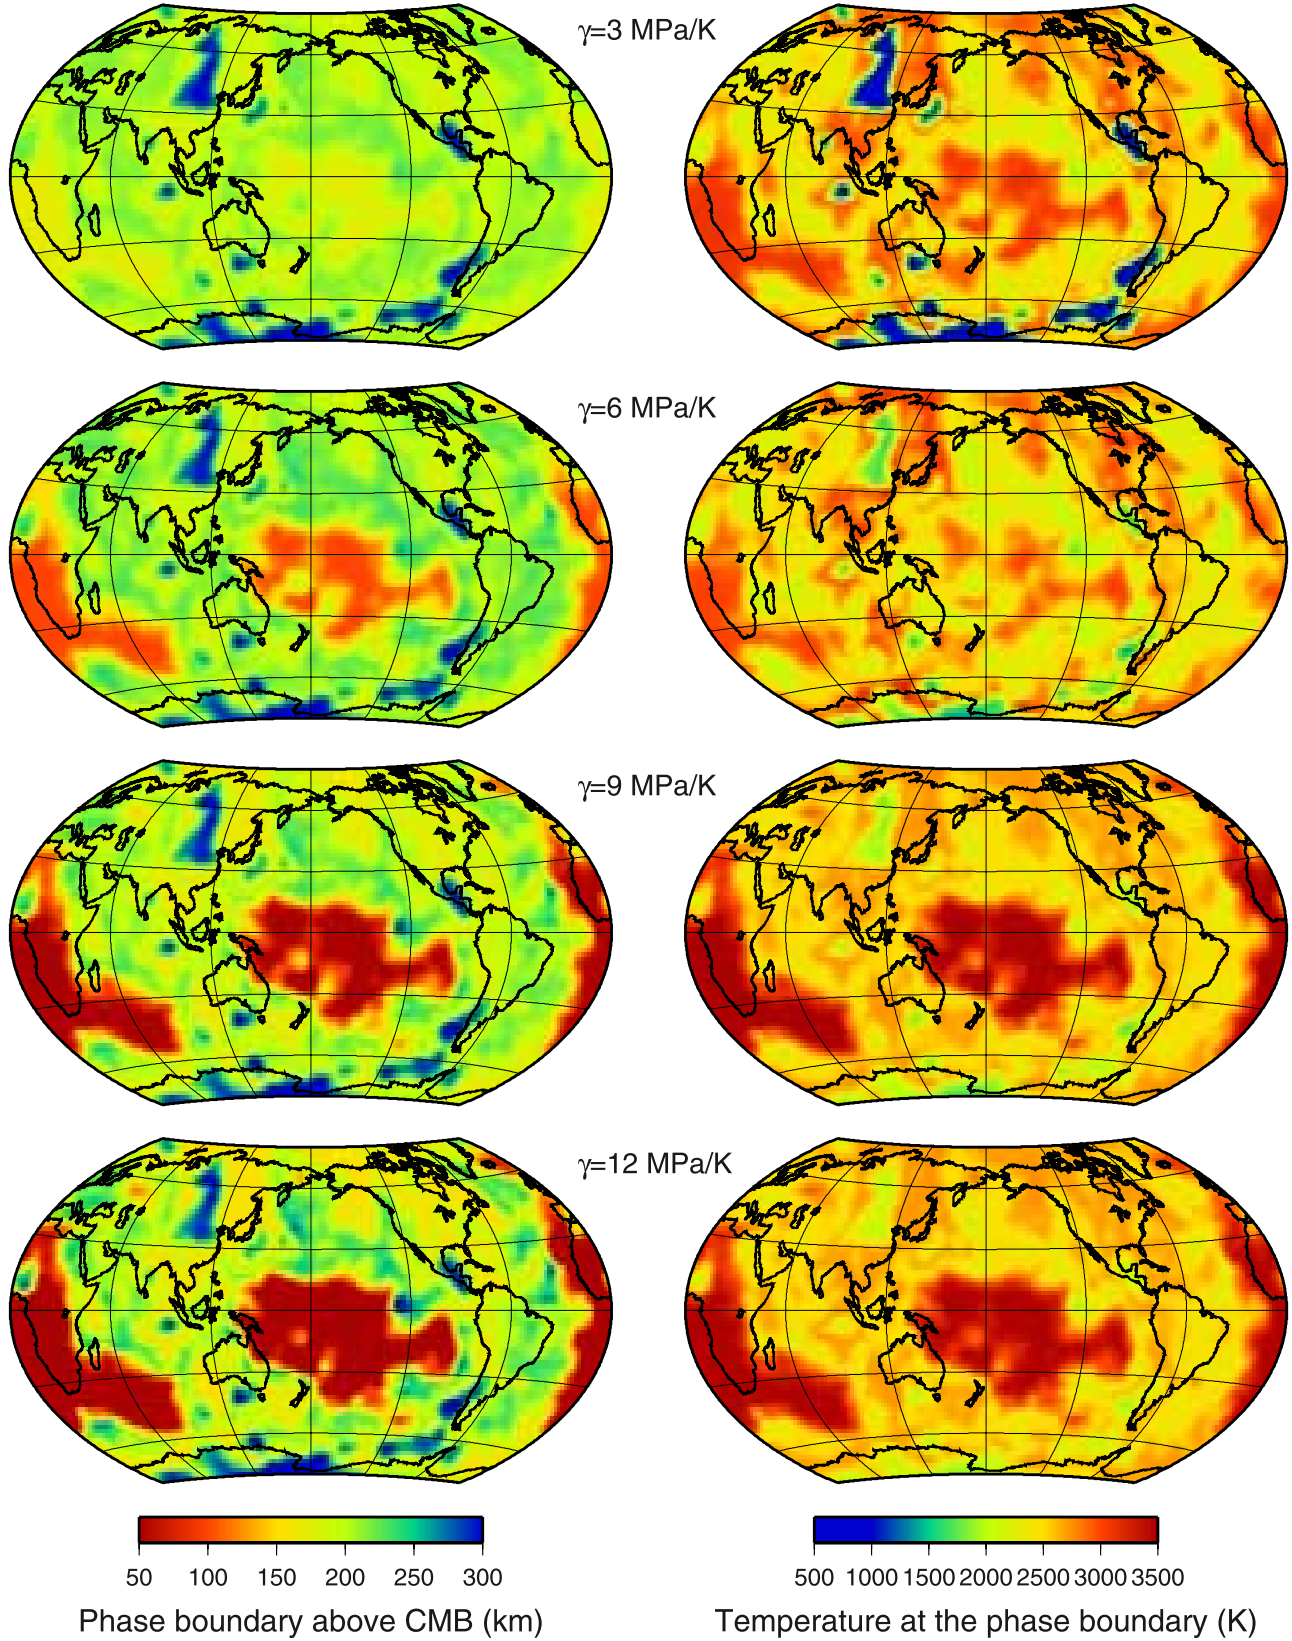 γ=3 MPa/K
γ=6 MPa/K
γ=9 MPa/K
γ=12 MPa/K
50 100 150 200 250 300
Phase boundary above CMB (km)
500 1000 1500 2000 2500 3000 3500
Temperature at the phase boundary (K)